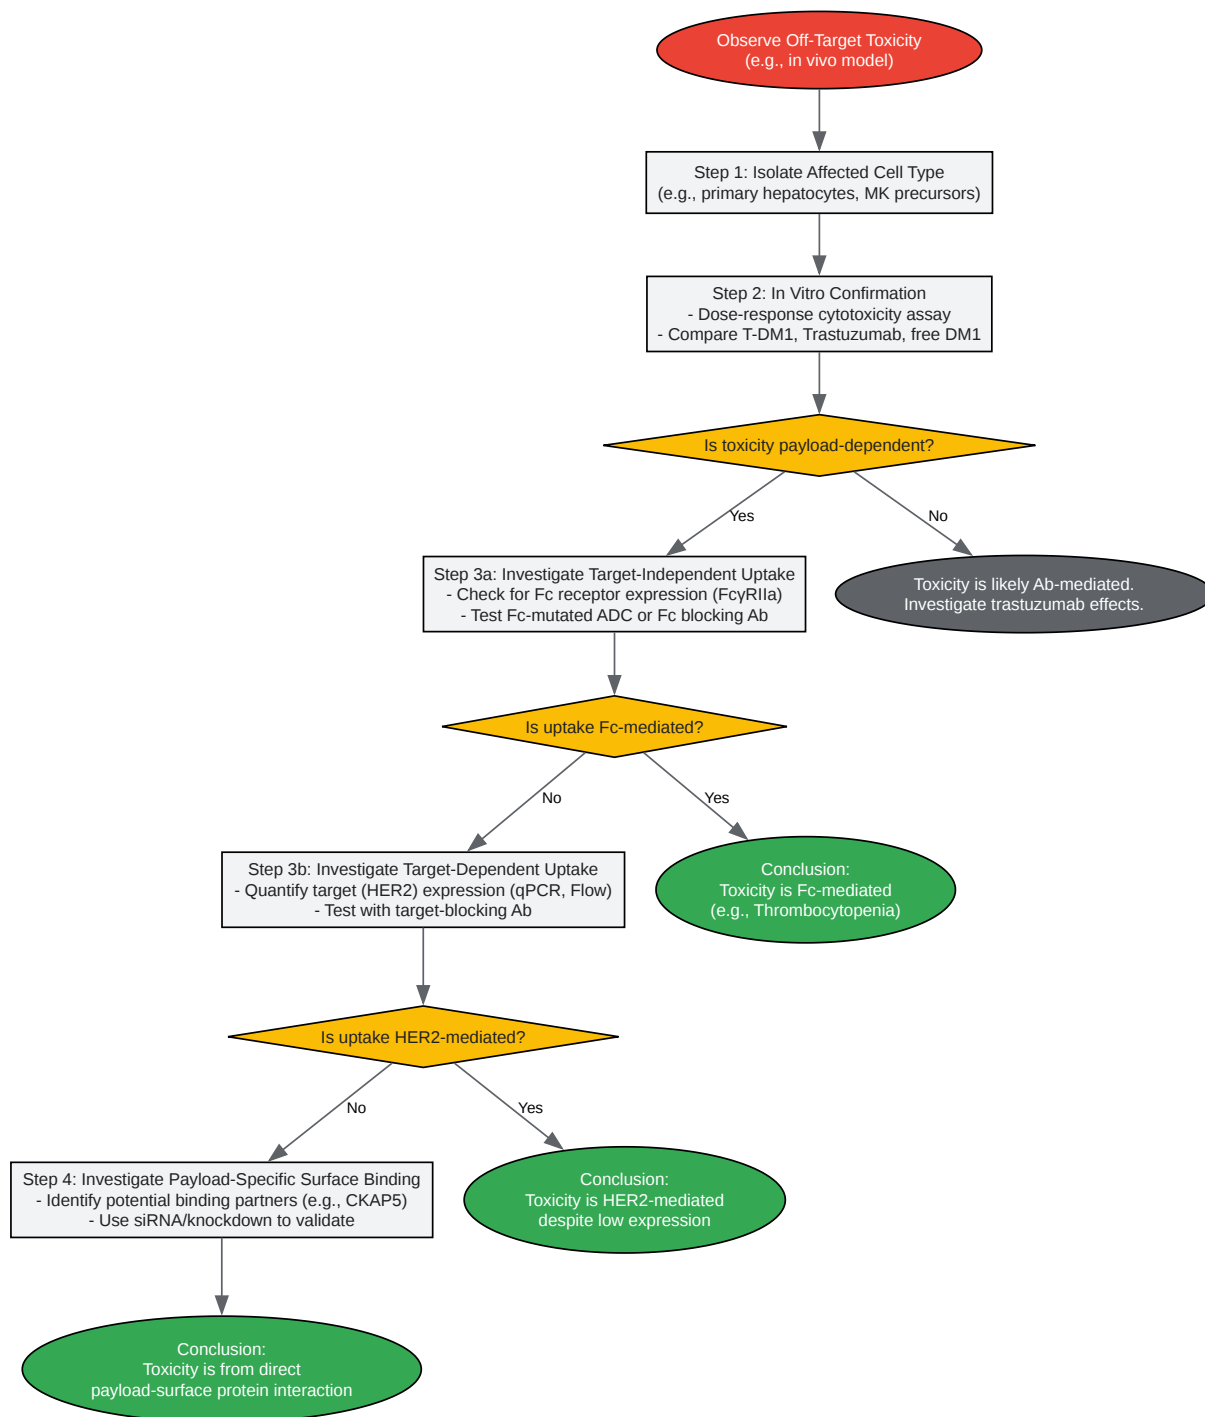 Observe Off-Target Toxicity
(e.g., in vivo model)
Step 1: Isolate Affected Cell Type
(e.g., primary hepatocytes, MK precursors)
Step 2: In Vitro Confirmation
- Dose-response cytotoxicity assay
- Compare T-DM1, Trastuzumab, free DM1
Is toxicity payload-dependent?
Yes
No
Step 3a: Investigate Target-Independent Uptake
- Check for Fc receptor expression (FcγRIIa)
- Test Fc-mutated ADC or Fc blocking Ab
Toxicity is likely Ab-mediated.
Investigate trastuzumab effects.
Is uptake Fc-mediated?
No
Yes
Step 3b: Investigate Target-Dependent Uptake
- Quantify target (HER2) expression (qPCR, Flow)
- Test with target-blocking Ab
Conclusion:
Toxicity is Fc-mediated
(e.g., Thrombocytopenia)
Is uptake HER2-mediated?
No
Yes
Step 4: Investigate Payload-Specific Surface Binding
- Identify potential binding partners (e.g., CKAP5)
- Use siRNA/knockdown to validate
Conclusion:
Toxicity is HER2-mediated
despite low expression
Conclusion:
Toxicity is from direct
payload-surface protein interaction